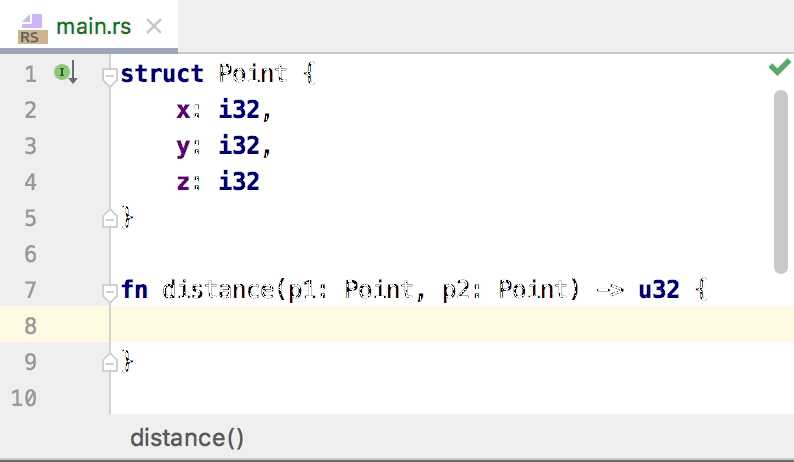 main.rs
RS
1 struct Point {
2 x: i32,
3 y: i32,
4 z: i32
5 }
6
7 fn distance(p1: Point, p2: Point) -> u32 {
8
9 }
10
distance()